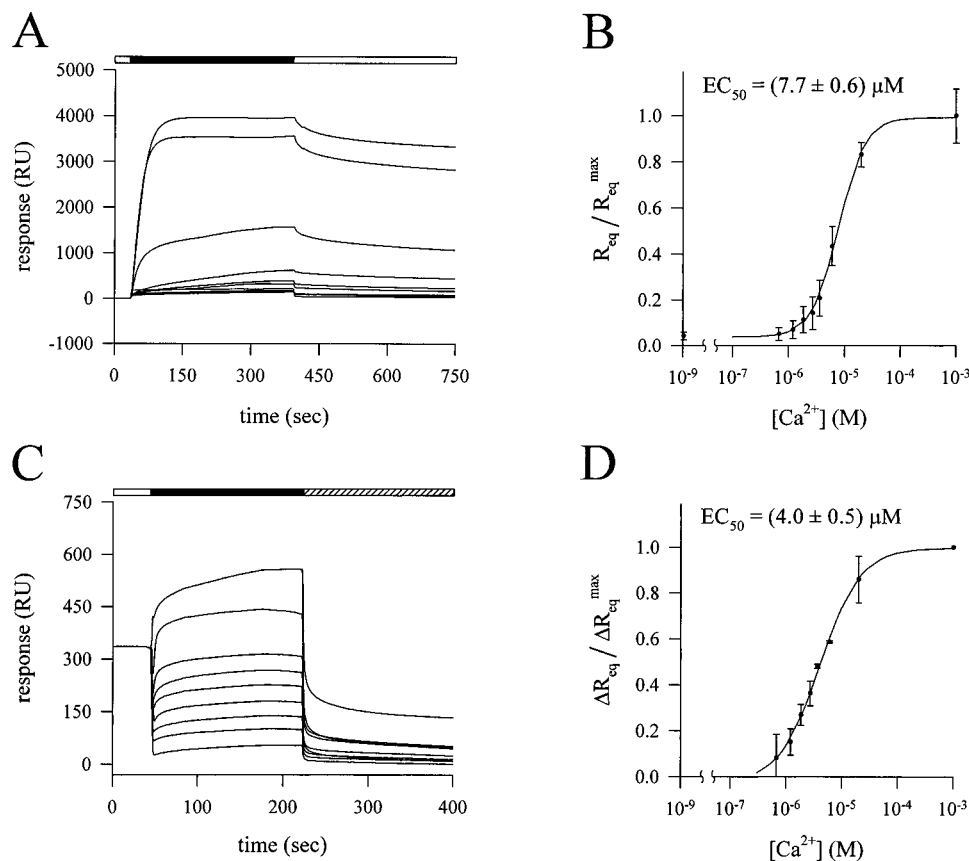 A
5000
4000
3000
2000
1000
0
-1000
response (RU)
0 150 300 450 600 750
time (sec)
B
EC50 = (7.7 ± 0.6) µM
1.0
0.8
0.6
0.4
0.2
0.0
Req / Req max
10-9 10-7 10-6 10-5 10-4 10-3
[Ca2+] (M)
C
750
600
450
300
150
0
response (RU)
0 100 200 300 400
time (sec)
D
EC50 = (4.0 ± 0.5) µM
1.0
0.8
0.6
0.4
0.2
0.0
ΔReq / ΔReq max
10-9 10-7 10-6 10-5 10-4 10-3
[Ca2+] (M)